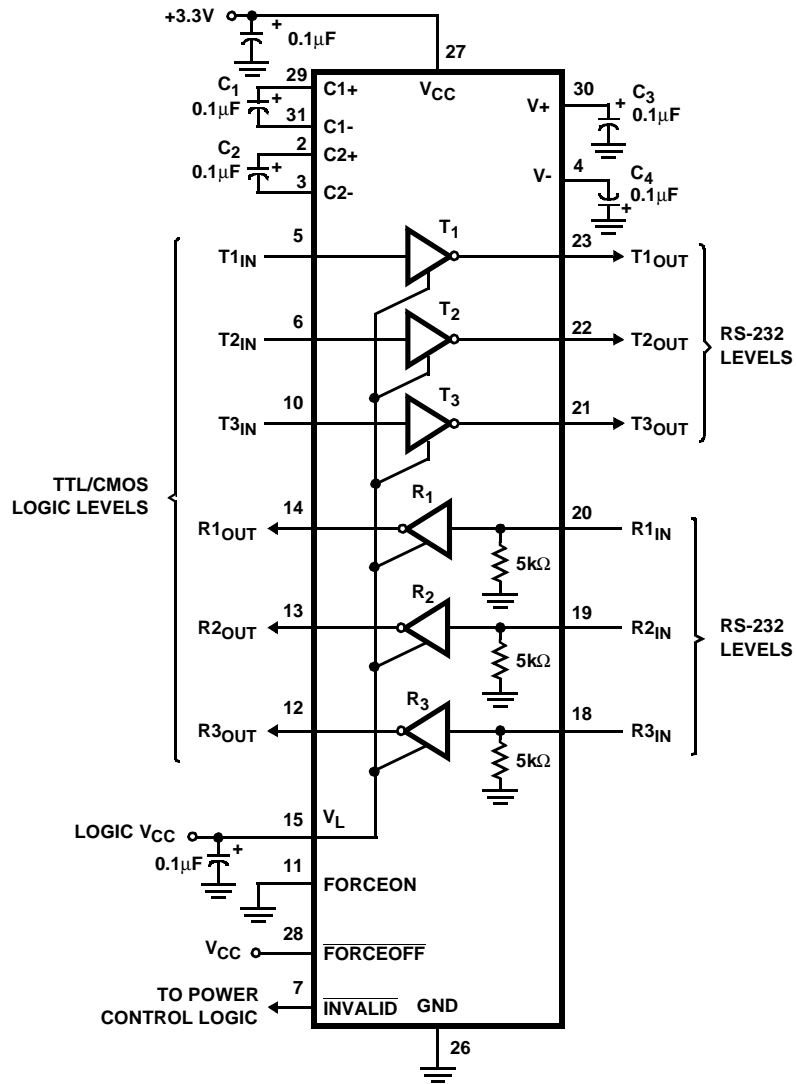 +3.3V
0.1μF
+
27
29
C1+
VCC
30
V+
+
C3
0.1μF
C1
0.1μF
+
31
C1-
2
C2+
C2
0.1μF
+
3
C2-
4
V-
C4
0.1μF
+
T1IN
5
T1
23
T1OUT
T2IN
6
T2
22
T2OUT
RS-232
LEVELS
T3IN
10
T3
21
T3OUT
TTL/CMOS
LOGIC LEVELS
R1OUT
14
R1
20
R1IN
5kΩ
R2OUT
13
R2
19
R2IN
5kΩ
RS-232
LEVELS
R3OUT
12
R3
18
R3IN
5kΩ
LOGIC VCC
15
VL
0.1μF
+
11
FORCEON
VCC
28
FORCEOFF
TO POWER
CONTROL LOGIC
7
INVALID
GND
26